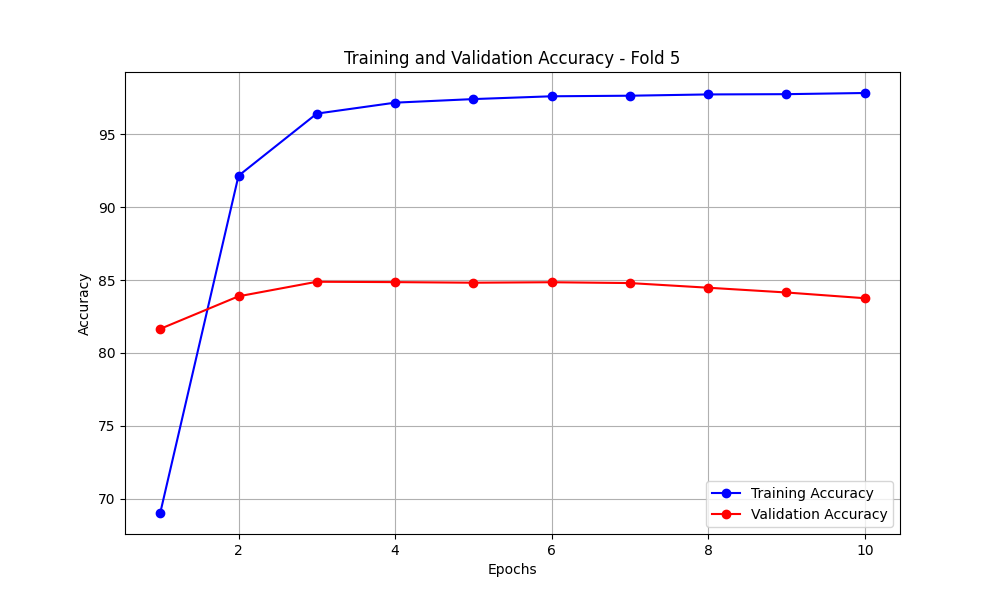 Training and Validation Accuracy - Fold 5
Accuracy
95
90
85
80
75
70
2
4
6
8
10
Epochs
Training Accuracy
Validation Accuracy